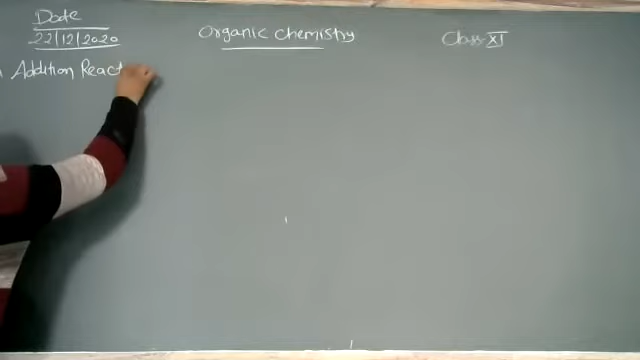 Date
22/12/2020
Organic chemistry
Class XI
Addition React